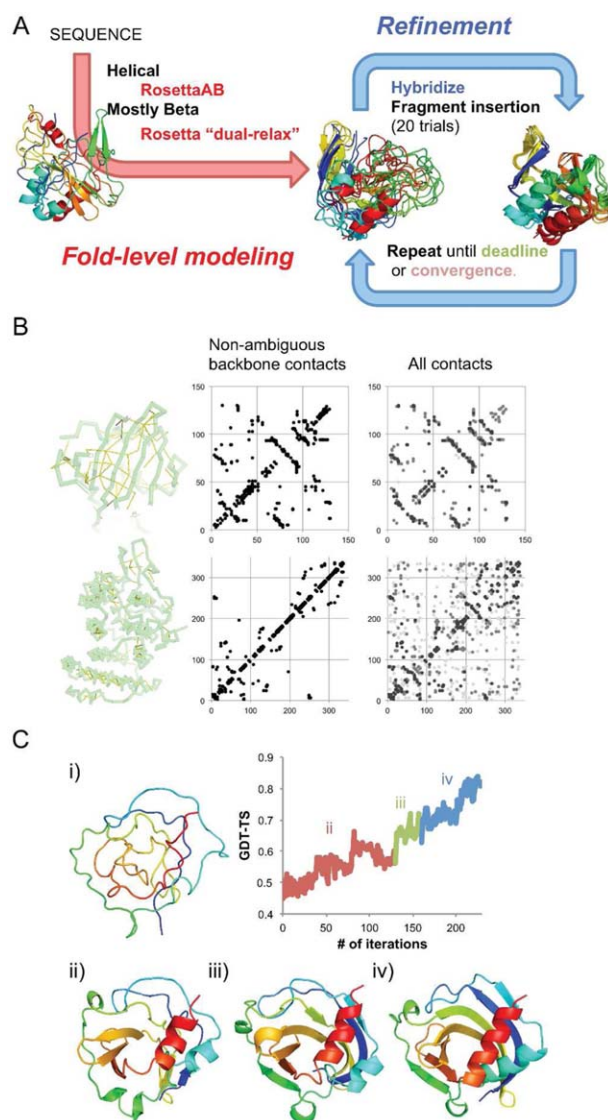 A
SEQUENCE
Helical
RosettaAB
Mostly Beta
Rosetta “dual-relax”
Fold-level modeling
Refinement
Hybridize
Fragment insertion
(20 trials)
Repeat until deadline
or convergence.
B
Non-ambiguous
backbone contacts
All contacts
150
100
50
0
0 50 100 150
150
100
50
0
0 50 100 150
300
200
100
0
0 100 200 300
300
200
100
0
0 100 200 300
C
i)
0.9
0.8
0.7
0.6
0.5
0.4
GDT-TS
ii
iii
iv
0 50 100 150 200
# of iterations
ii)
iii)
iv)